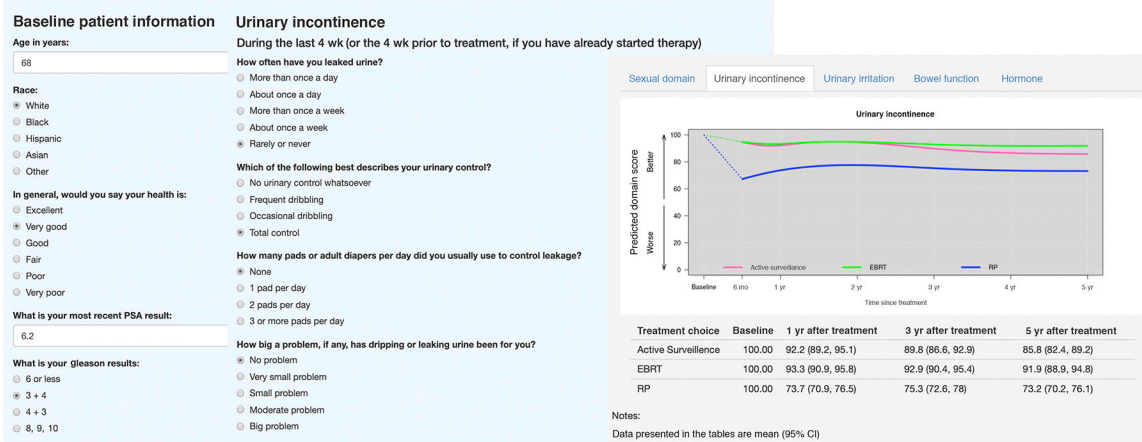 Baseline patient information
Age in years:
68
Race:
White
Black
Hispanic
Asian
Other
In general, would you say your health is:
Excellent
Very good
Good
Fair
Poor
Very poor
What is your most recent PSA result:
6.2
What is your gleason results:
6 or less
3 + 4
4 + 3
8, 9, 10
Urinary incontinence
During the last 4 wk (or the 4 wk prior to treatment, if you have already started therapy)
How often have you leaked urine?
More than once a day
About once a day
More than once a week
About once a week
Rarely or never
Which of the following best describes your urinary control?
No urinary control whatsoever
Frequent dribbling
Occasional dribbling
Total control
How many pads or adult diapers per day did you usually use to control leakage?
None
1 pad per day
2 pads per day
3 or more pads per day
How big a problem, if any, has dripping or leaking urine been for you?
No problem
Very small problem
Small problem
Moderate problem
Big problem
Sexual domain Urinary incontinence Urinary irritation Bowel function Hormone
Urinary incontinence
Predicted domain score
Better
Worse
100
80
60
40
20
0
Active surveillance EBRT RP
Baseline 6 mo 1 yr 2 yr 3 yr 4 yr 5 yr
Time since treatment
Treatment choice Baseline 1 yr after treatment 3 yr after treatment 5 yr after treatment
Active Surveillence 100.00 92.2 (89.2, 95.1) 89.8 (86.6, 92.9) 85.8 (82.4, 89.2)
EBRT 100.00 93.3 (90.9, 95.8) 92.9 (90.4, 95.4) 91.9 (88.9, 94.8)
RP 100.00 73.7 (70.9, 76.5) 75.3 (72.6, 78) 73.2 (70.2, 76.1)
Notes:
Data presented in the tables are mean (95% CI)